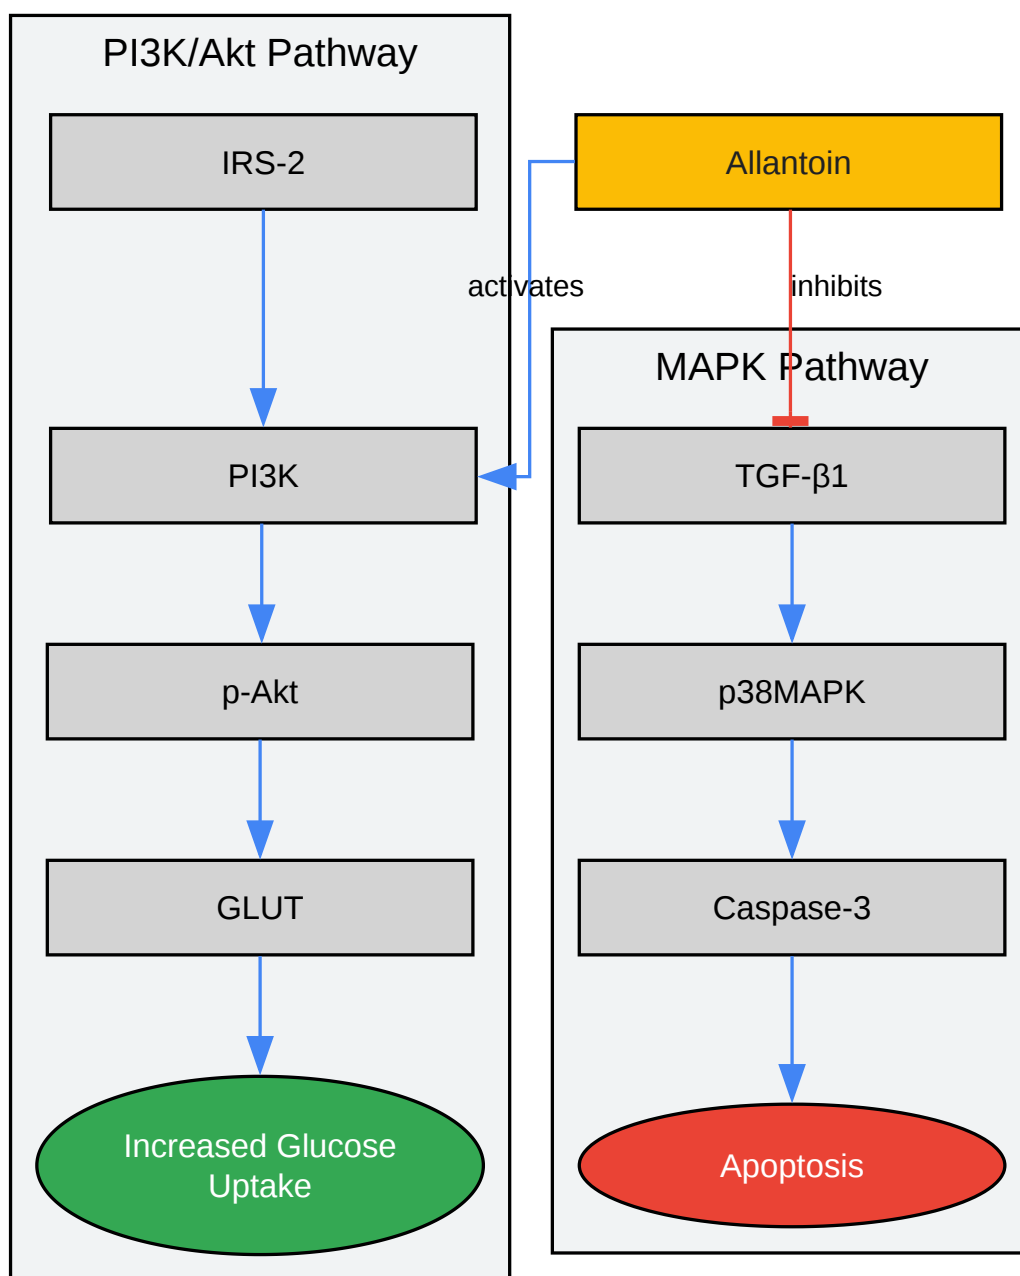 PI3K/Akt Pathway
IRS-2
Allantoin
activates
inhibits
MAPK Pathway
PI3K
TGF-β1
p-Akt
p38MAPK
GLUT
Caspase-3
Increased Glucose
Uptake
Apoptosis